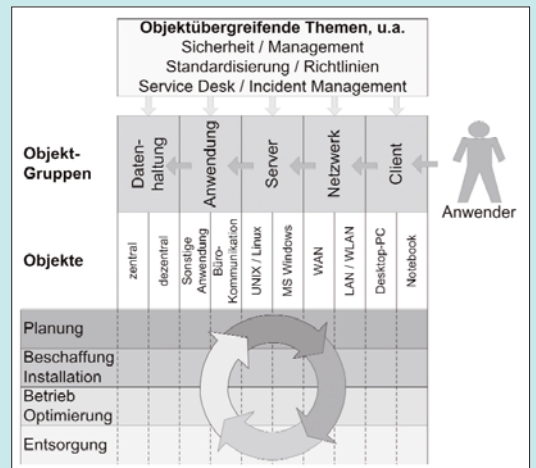 Objektübergreifende Themen, u.a.
Sicherheit / Management
Standardisierung / Richtlinien
Service Desk / Incident Management
Objekt-
Gruppen
Daten-
haltung
Anwendung
Server
Netzwerk
Client
Anwender
Objekte
zentral
dezentral
Sonstige
Anwendung
Büro-
Kommunikation
UNIX / Linux
MS Windows
WAN
LAN / WLAN
Desktop-PC
Notebook
Planung
Beschaffung
Installation
Betrieb
Optimierung
Entsorgung